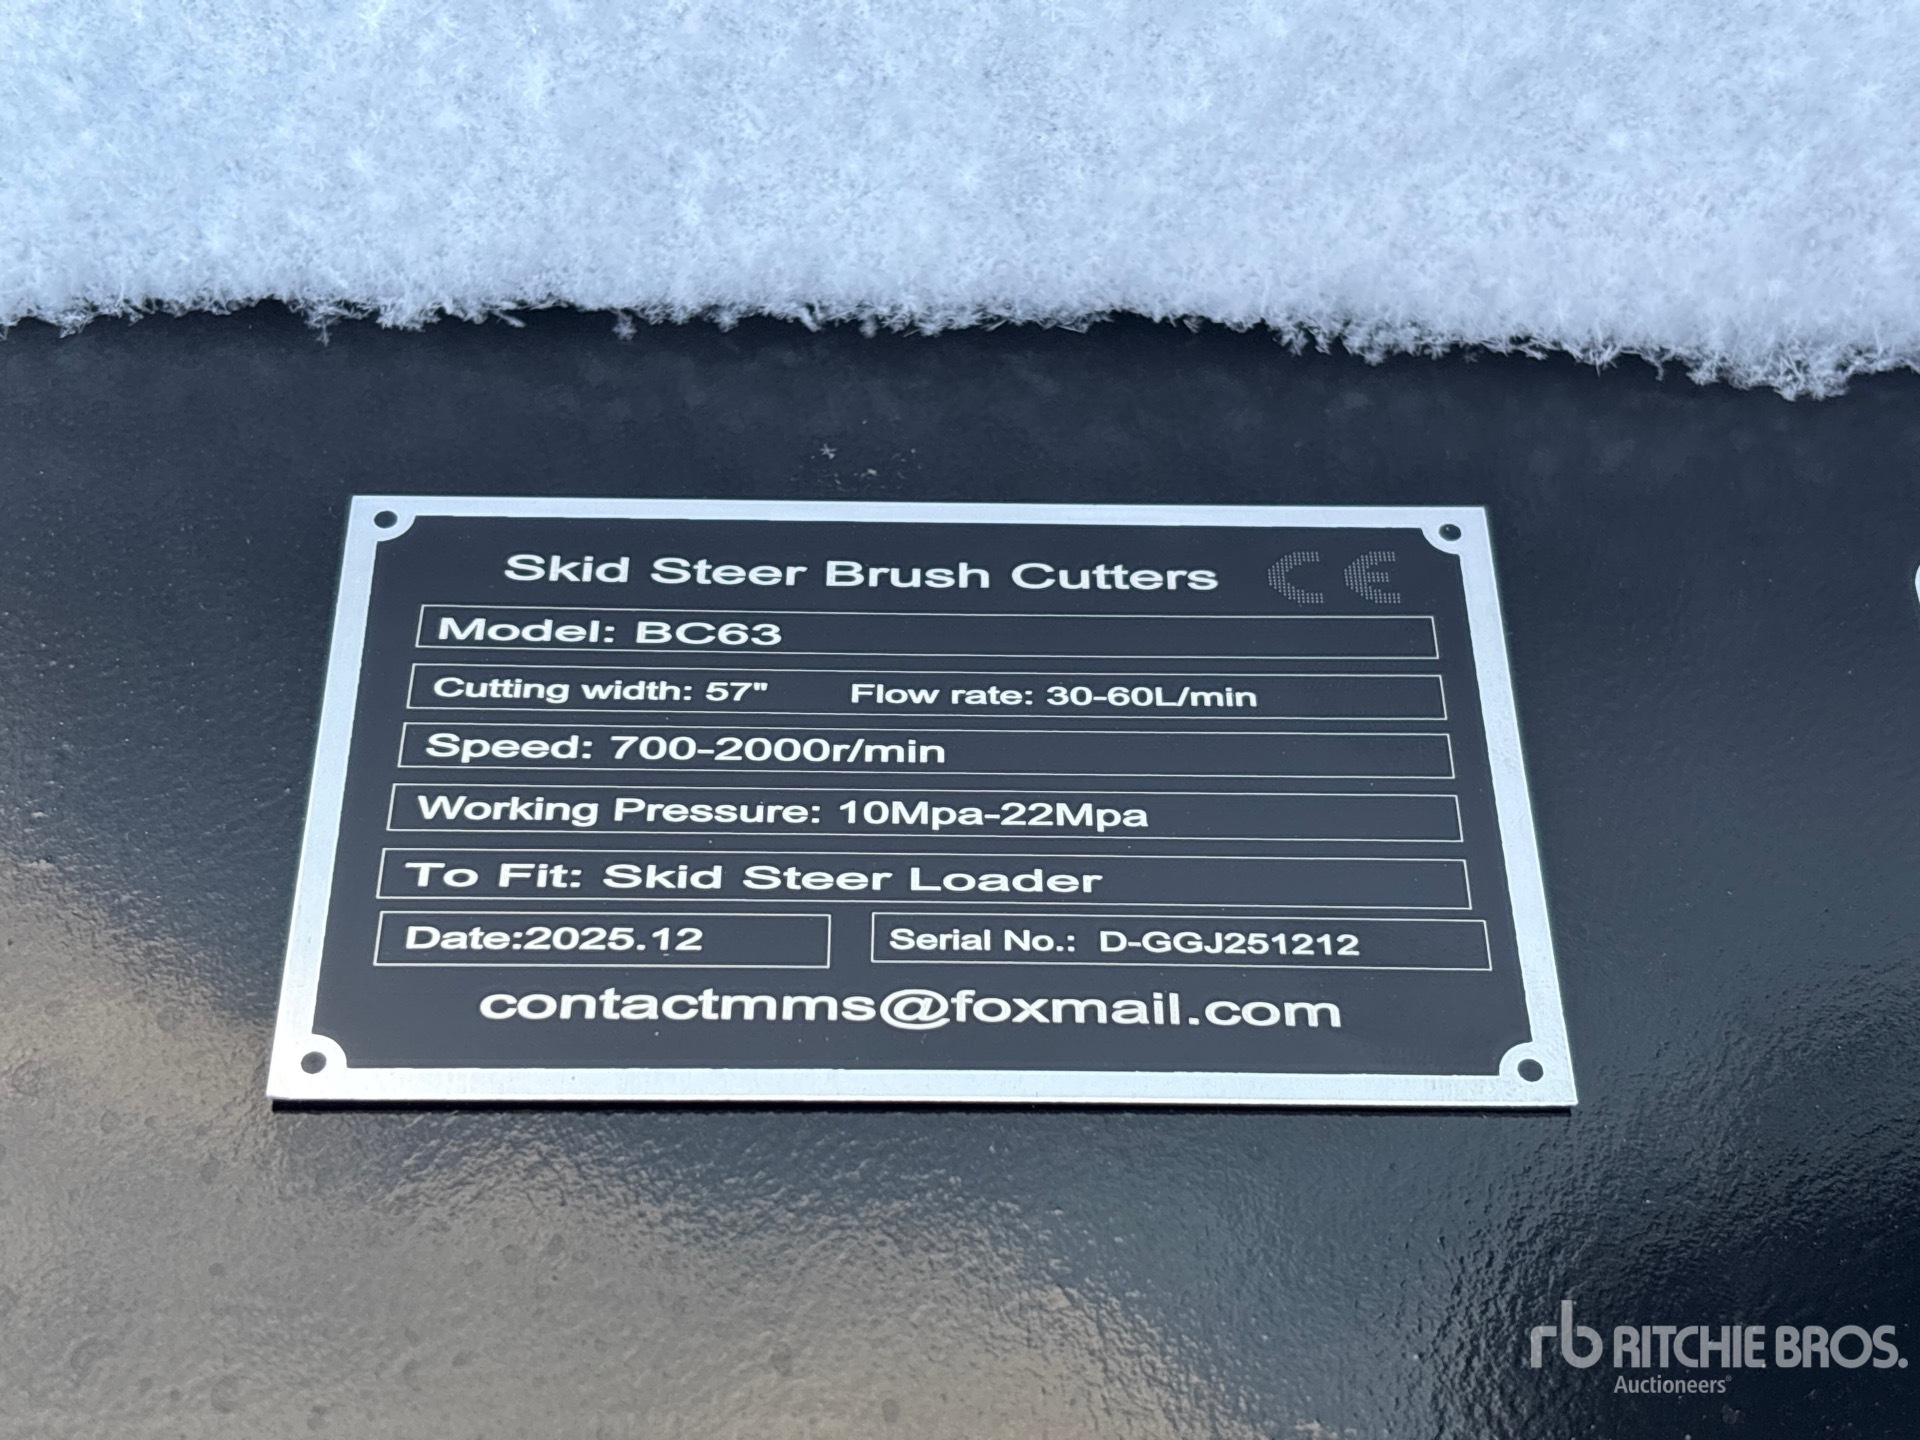 Skid Steer Brush Cutters CE
Model: BC63
Cutting width: 57" Flow rate: 30-60L/min
Speed: 700-2000r/min
Working Pressure: 10Mpa-22Mpa
To Fit: Skid Steer Loader
Date:2025.12 Serial No.: D-GGJ251212
contactmms@foxmail.com
rb RITCHIE BROS.
Auctioneers®